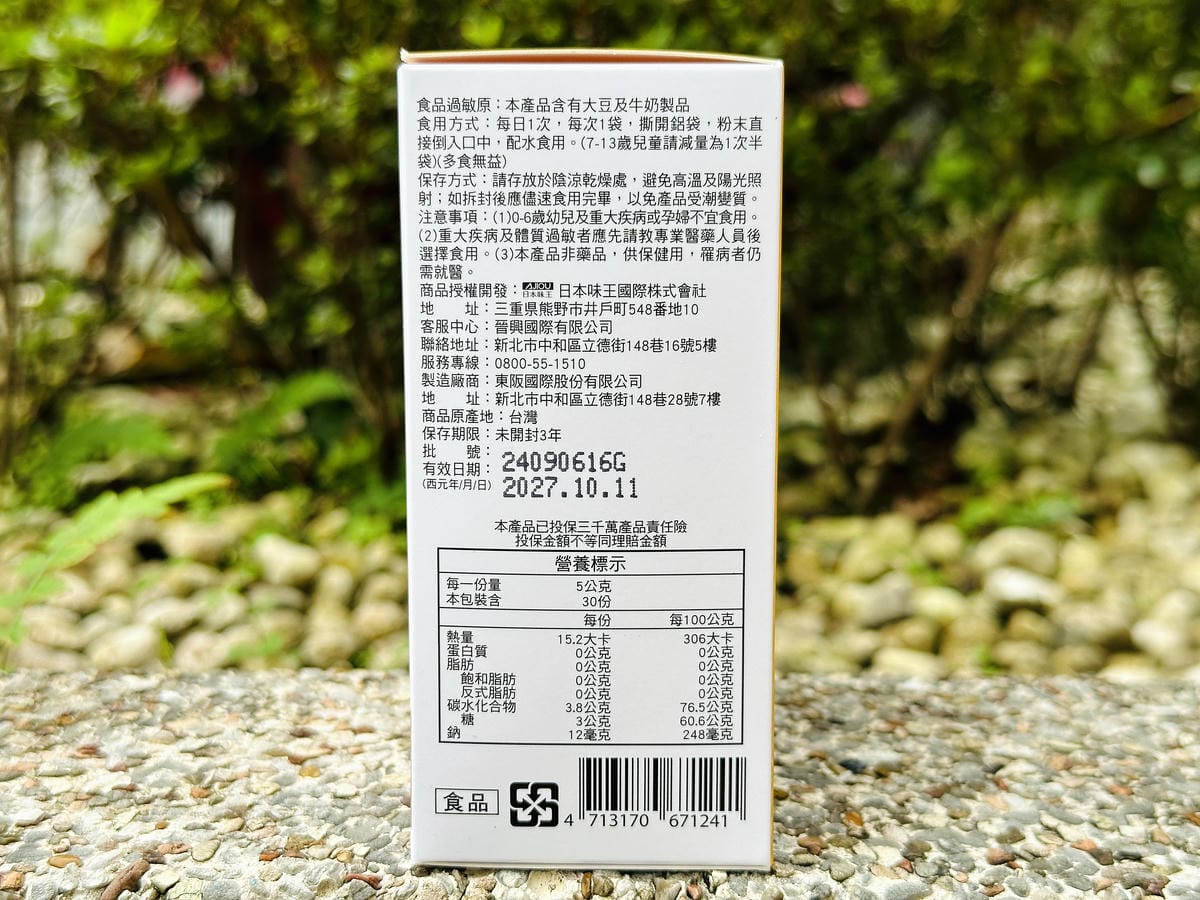 食品過敏原：本產品含有大豆及牛奶製品
食用方式：每日1次，每次1袋，撕開鋁袋，粉末直
接倒入口中，配水食用。(7-13歲兒童請減量為1次半
袋)(多食無益)
保存方式：請存放於陰涼乾燥處，避免高溫及陽光照
射；如拆封後應儘速食用完畢，以免產品受潮變質。
注意事項：(1)0-6歲幼兒及重大疾病或孕婦不宜食用。
(2)重大疾病及體質過敏者應先請教專業醫藥人員後
選擇食用。(3)本產品非藥品，供保健用，罹病者仍
需就醫。
商品授權開發：AJIOU 日本味王 日本味王國際株式會社
地　　址：三重県熊野市井戶町548番地10
客服中心：晉興國際有限公司
聯絡地址：新北市中和區立德街148巷16號5樓
服務專線：0800-55-1510
製造廠商：東阪國際股份有限公司
地　　址：新北市中和區立德街148巷28號7樓
商品原產地：台灣
保存期限：未開封3年
批　　號：24090616G
有效日期：2027.10.11
(西元年/月/日)
本產品已投保三千萬產品責任險
投保金額不等同理賠金額
營養標示
每一份量 5公克
本包裝含 30份
每份 每100公克
熱量 15.2大卡 306大卡
蛋白質 0公克 0公克
脂肪 0公克 0公克
飽和脂肪 0公克 0公克
反式脂肪 0公克 0公克
碳水化合物 3.8公克 76.5公克
糖 3公克 60.6公克
鈉 12毫克 248毫克
食品
4 713170 671241